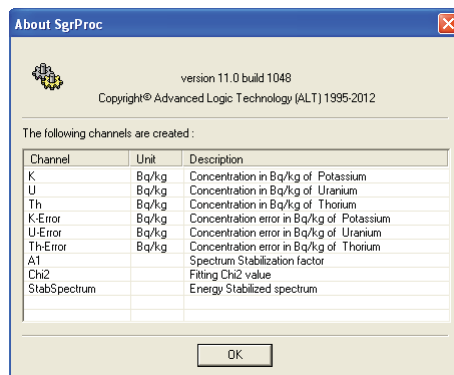 About SgrProc
version 11.0 build 1048
Copyright© Advanced Logic Technology (ALT) 1995-2012
The following channels are created :
Channel Unit Description
K Bq/kg Concentration in Bq/kg of Potassium
U Bq/kg Concentration in Bq/kg of Uranium
Th Bq/kg Concentration in Bq/kg of Thorium
K-Error Bq/kg Concentration error in Bq/kg of Potassium
U-Error Bq/kg Concentration error in Bq/kg of Uranium
Th-Error Bq/kg Concentration error in Bq/kg of Thorium
A1 Spectrum Stabilization factor
Chi2 Fitting Chi2 value
StabSpectrum Energy Stabilized spectrum
OK